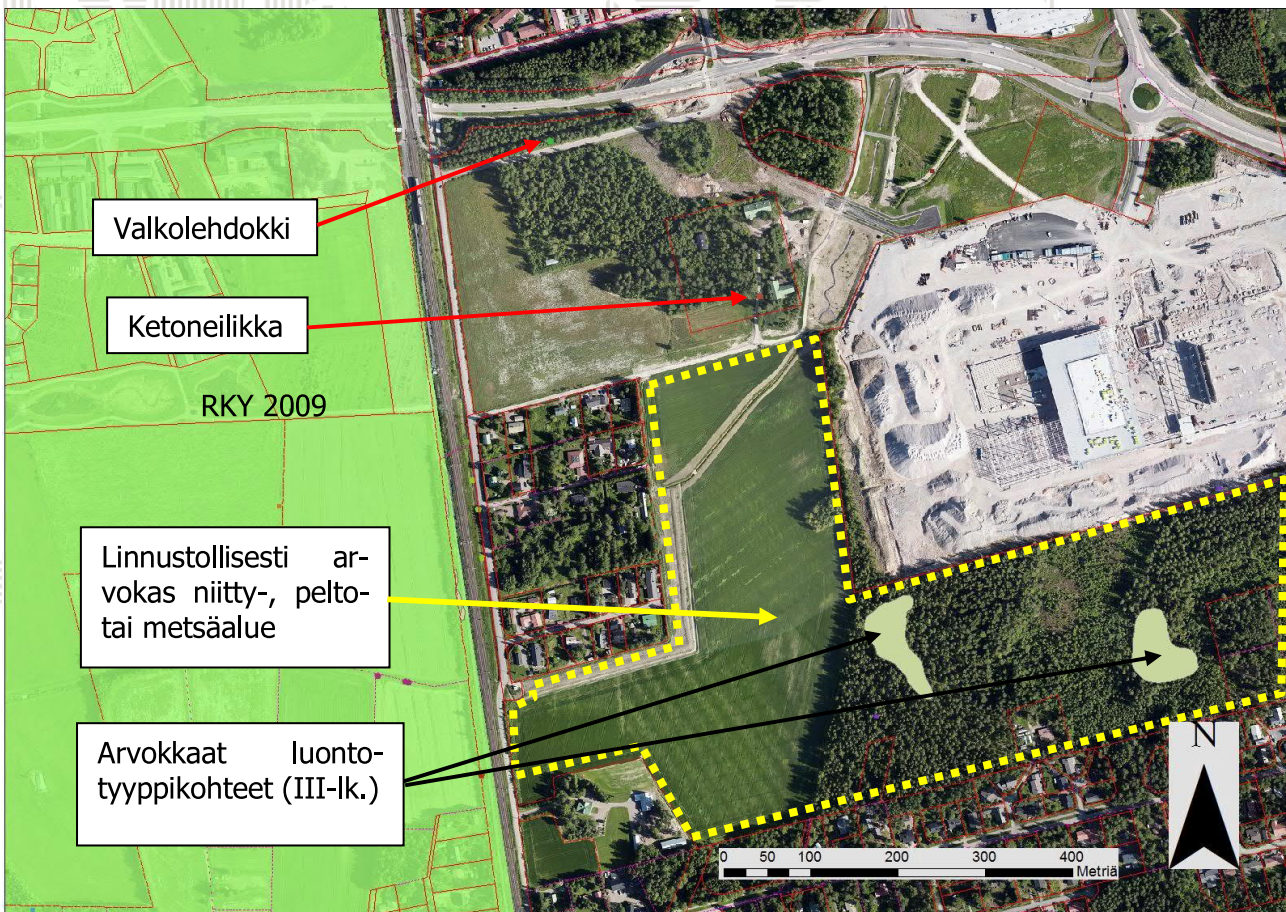 Valkolehdokki
Ketoneilikka
RKY 2009
Linnustollisesti ar-
vokas niitty-, pelto-
tai metsäalue
Arvokkaat luonto-
tyyppikohteet (III-lk.)
N
0 50 100 200 300 400
Metriä